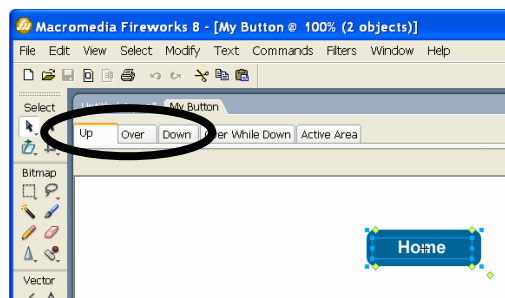 Macromedia Fireworks 8 - [My Button @ 100% (2 objects)]
File Edit View Select Modify Text Commands Filters Window Help
Select
My Button
Up Over Down Over While Down Active Area
Bitmap
Home
Vector